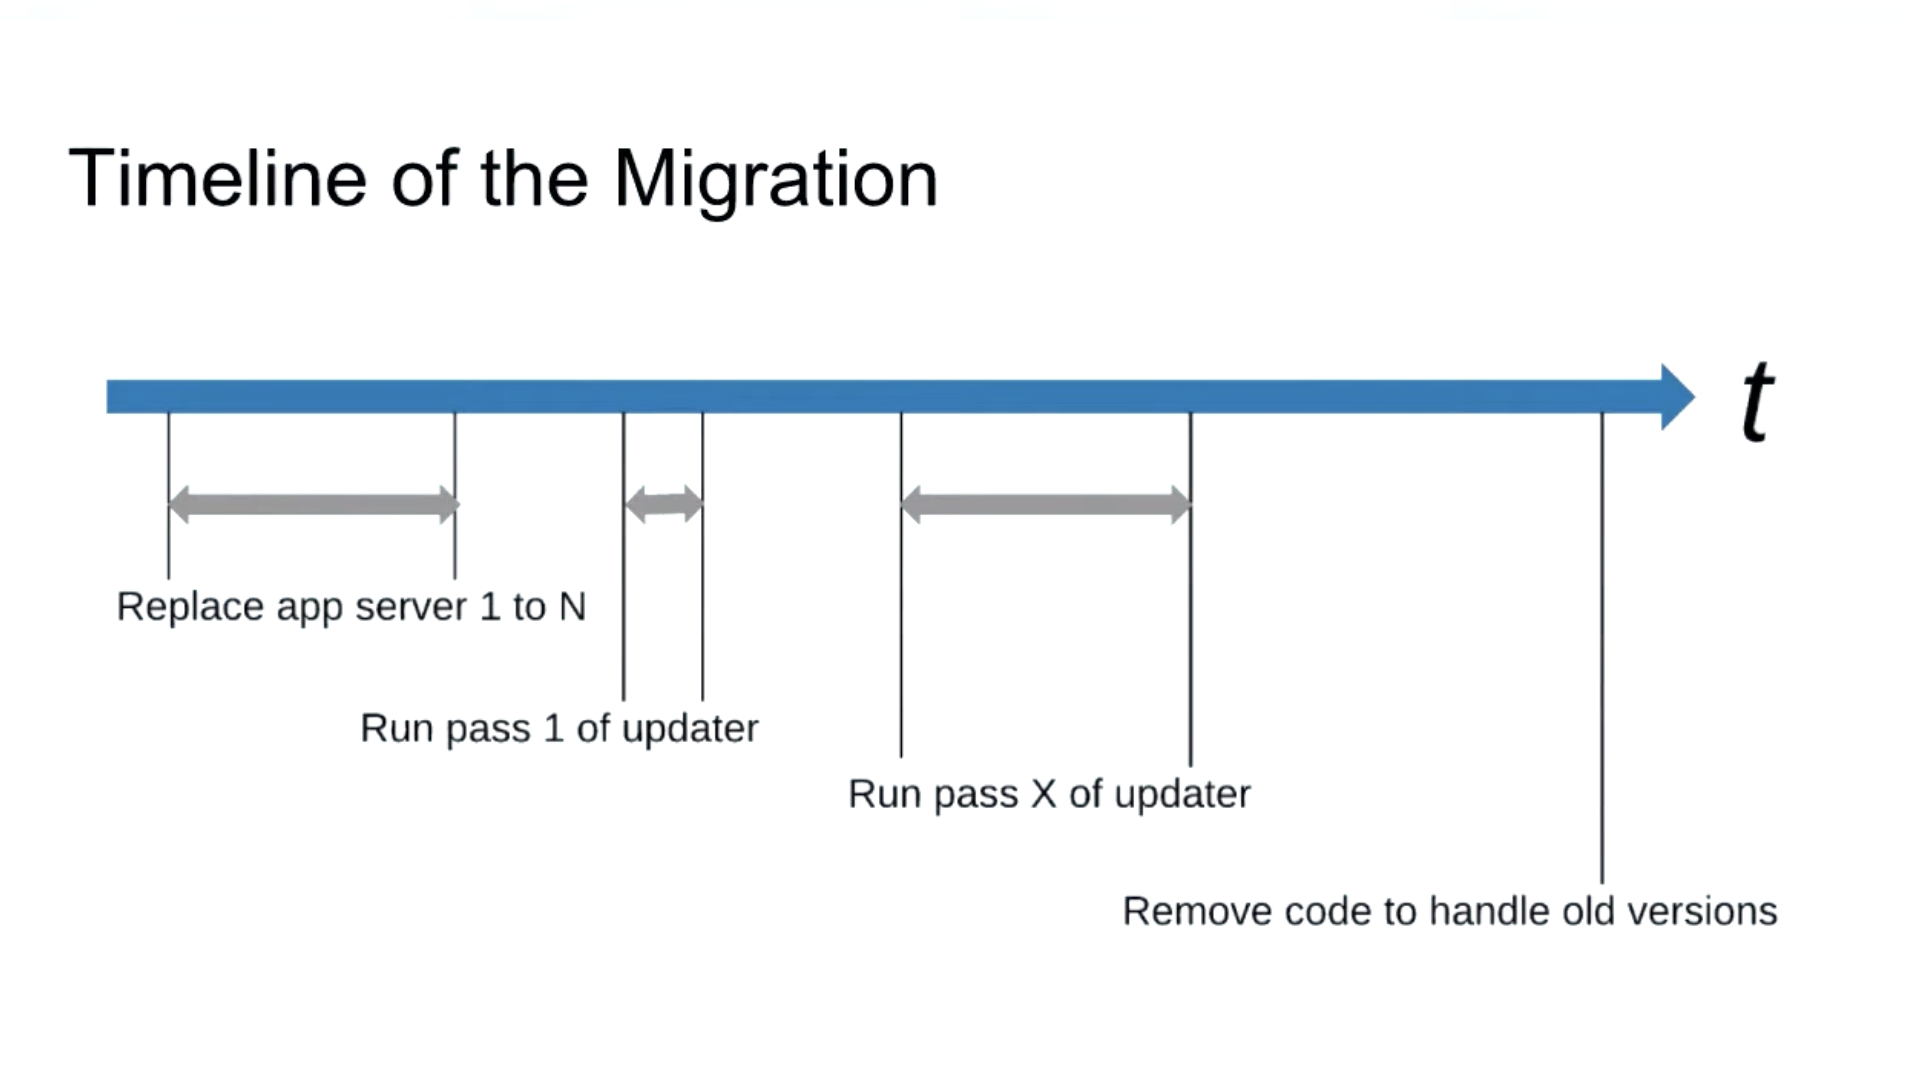 Timeline of the Migration
t
Replace app server 1 to N
Run pass 1 of updater
Run pass X of updater
Remove code to handle old versions